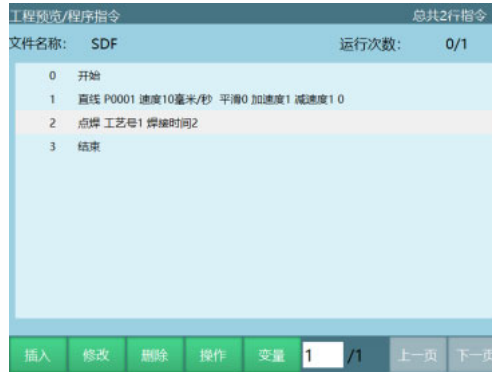 工程预览/程序指令 总共2行指令
文件名称: SDF 运行次数: 0/1
0 开始
1 直线 P0001 速度10毫米/秒 平滑0 加速度1 减速度1 0
2 点焊 工艺号1 焊接时间2
3 结束
插入 修改 删除 操作 变量 1 /1 上一页 下一页